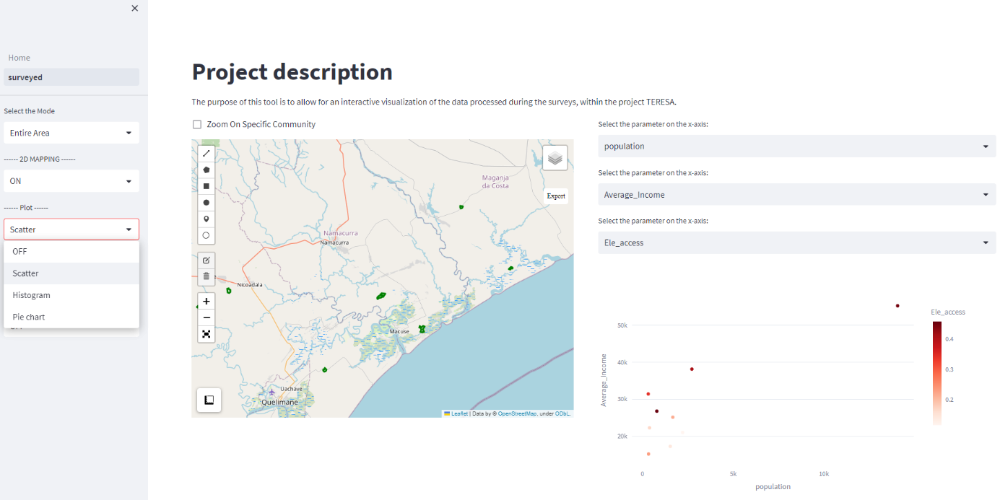 ×
Home
surveyed
Select the Mode
Entire Area
------ 2D MAPPING ------
ON
------ Plot ------
Scatter
OFF
Scatter
Histogram
Pie chart
Project description
The purpose of this tool is to allow for an interactive visualization of the data processed during the surveys, within the project TERESA.
Zoom On Specific Community
Maganja
da Costa
Export
Namacurra
Namacurra
Nicoadala
Macuse
Uachave
Quelimane
+
−
Leaflet | Data by © OpenStreetMap, under ODbL.
Select the parameter on the x-axis:
population
Select the parameter on the x-axis:
Average_Income
Select the parameter on the x-axis:
Ele_access
Ele_access
0.4
0.3
0.2
Average_Income
50k
40k
30k
20k
0
5k
10k
population